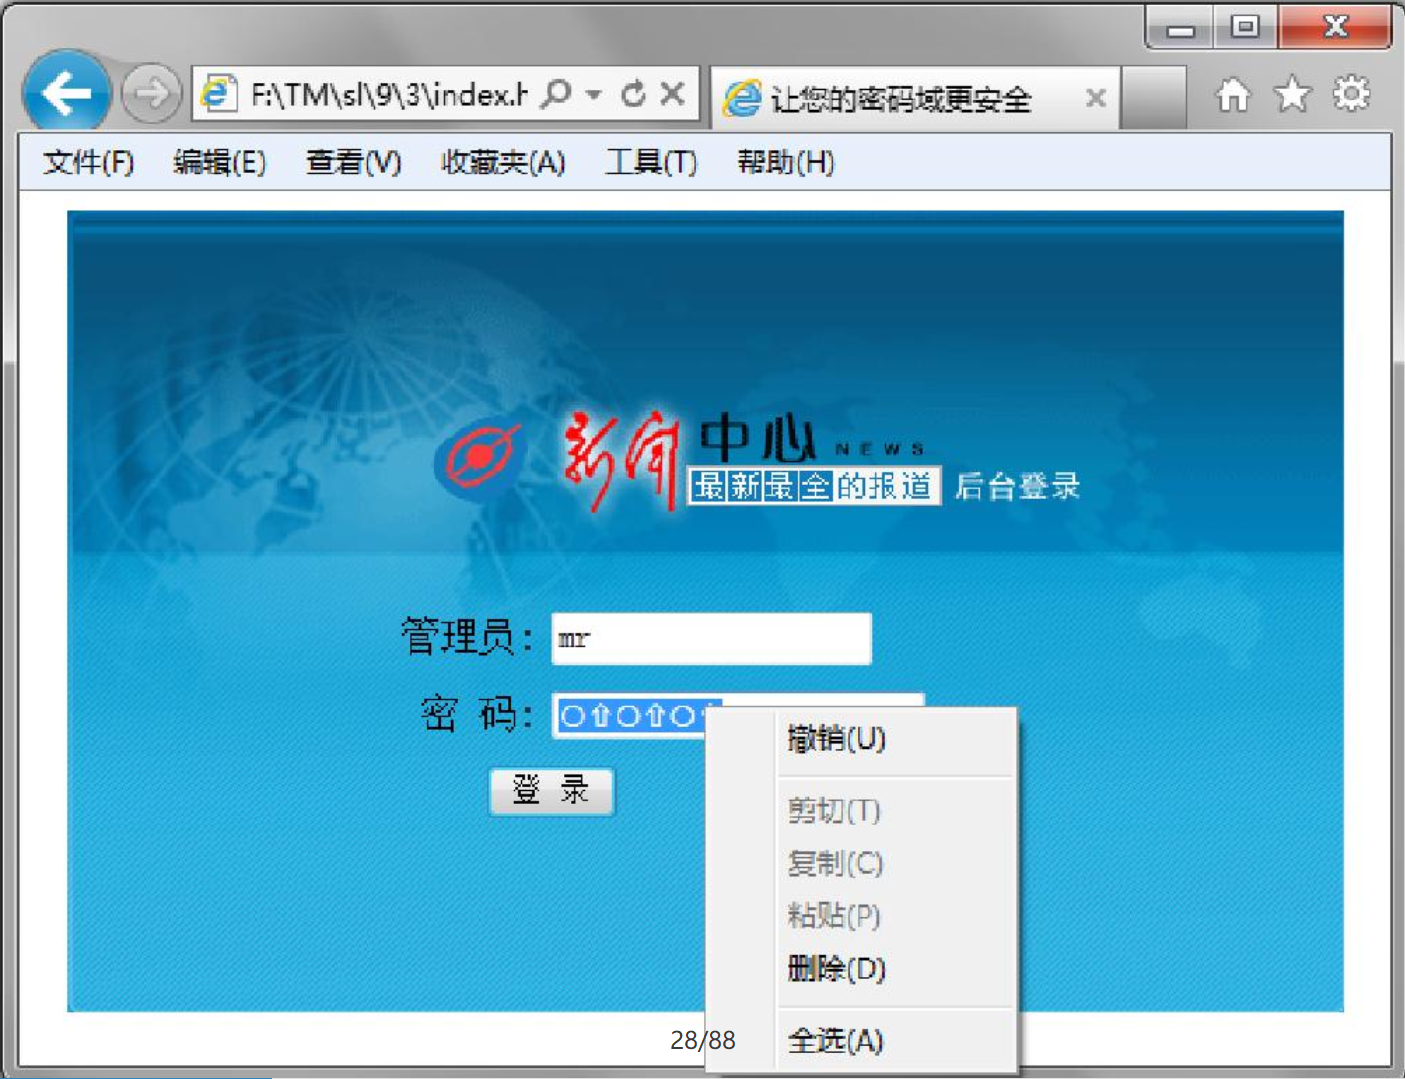 F:\TM\sl\9\3\index.h
让您的密码域更安全
文件(F) 编辑(E) 查看(V) 收藏夹(A) 工具(T) 帮助(H)
新闻中心 NEWS
最新最全的报道 后台登录
管理员: mr
密 码:
登 录
撤销(U)
剪切(T)
复制(C)
粘贴(P)
删除(D)
全选(A)
28/88